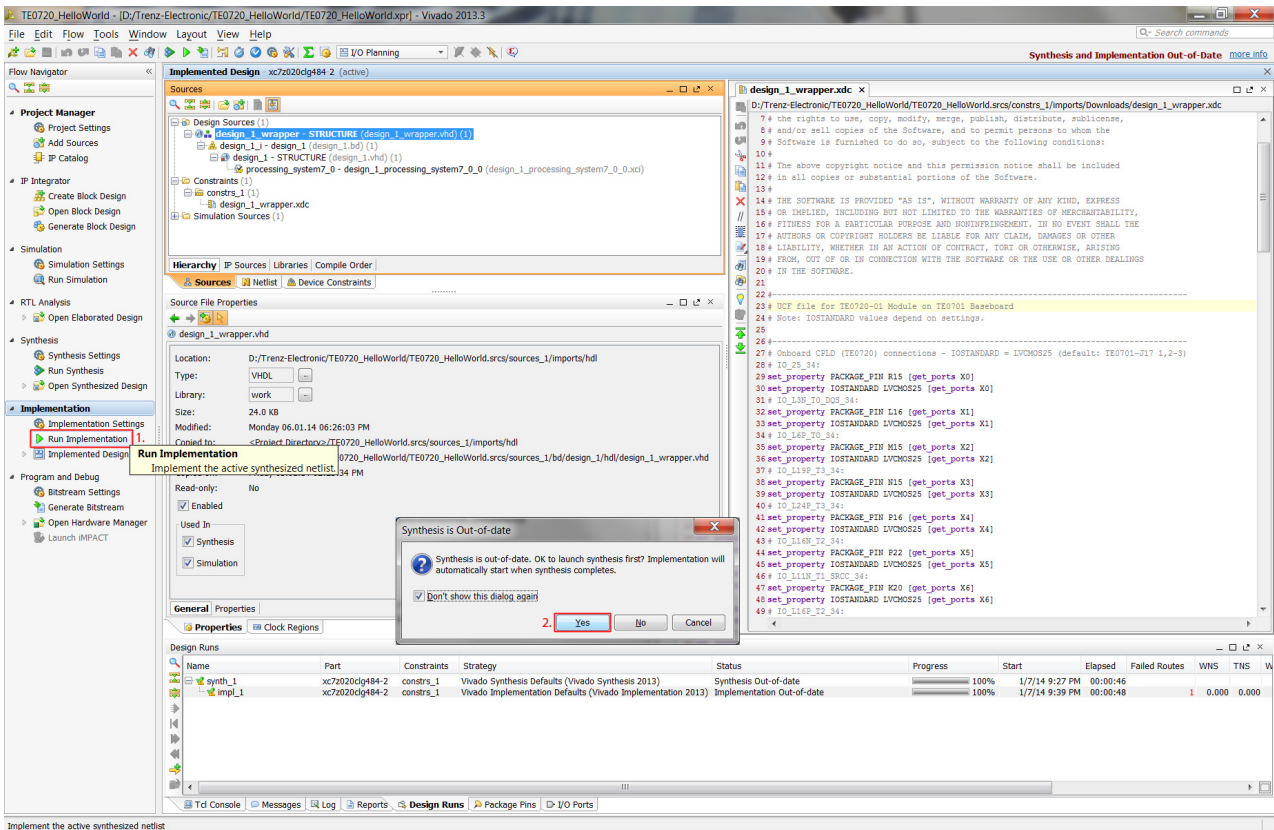 TE0720_HelloWorld - [D:/Trenz-Electronic/TE0720_HelloWorld/TE0720_HelloWorld.xpr] - Vivado 2013.3
File Edit Flow Tools Window Layout View Help
Q- Search commands
I/O Planning
Synthesis and Implementation Out-of-Date more info
Flow Navigator
Project Manager
Project Settings
Add Sources
IP Catalog
IP Integrator
Create Block Design
Open Block Design
Generate Block Design
Simulation
Simulation Settings
Run Simulation
RTL Analysis
Open Elaborated Design
Synthesis
Synthesis Settings
Run Synthesis
Open Synthesized Design
Implementation
Implementation Settings
Run Implementation 1.
Implemented Design
Program and Debug
Bitstream Settings
Generate Bitstream
Open Hardware Manager
Launch iMPACT
Run Implementation
Implement the active synthesized netlist.
Implemented Design - xc7z020clg484-2 (active)
Sources
Design Sources (1)
design_1_wrapper - STRUCTURE (design_1_wrapper.vhd) (1)
design_1_i - design_1 (design_1.bd) (1)
design_1 - STRUCTURE (design_1.vhd) (1)
processing_system7_0 - design_1_processing_system7_0_0 (design_1_processing_system7_0_0.xci)
Constraints (1)
constrs_1 (1)
design_1_wrapper.xdc
Simulation Sources (1)
Hierarchy IP Sources Libraries Compile Order
Sources Netlist Device Constraints
Source File Properties
design_1_wrapper.vhd
Location: D:/Trenz-Electronic/TE0720_HelloWorld/TE0720_HelloWorld.srcs/sources_1/imports/hdl
Type: VHDL
Library: work
Size: 24.0 KB
Modified: Monday 06.01.14 06:26:03 PM
Copied to: <Project Directory>/TE0720_HelloWorld.srcs/sources_1/imports/hdl
0720_HelloWorld/TE0720_HelloWorld.srcs/sources_1/bd/design_1/hdl/design_1_wrapper.vhd
:34 PM
Read-only: No
Enabled
Used In
Synthesis
Simulation
General Properties
Properties Clock Regions
Synthesis is Out-of-date
Synthesis is out-of-date. OK to launch synthesis first? Implementation will
automatically start when synthesis completes.
Don't show this dialog again
2. Yes No Cancel
design_1_wrapper.xdc
D:/Trenz-Electronic/TE0720_HelloWorld/TE0720_HelloWorld.srcs/constrs_1/imports/Downloads/design_1_wrapper.xdc
7 # the rights to use, copy, modify, merge, publish, distribute, sublicense,
8 # and/or sell copies of the Software, and to permit persons to whom the
9 # Software is furnished to do so, subject to the following conditions:
10 #
11 # The above copyright notice and this permission notice shall be included
12 # in all copies or substantial portions of the Software.
13 #
14 # THE SOFTWARE IS PROVIDED "AS IS", WITHOUT WARRANTY OF ANY KIND, EXPRESS
15 # OR IMPLIED, INCLUDING BUT NOT LIMITED TO THE WARRANTIES OF MERCHANTABILITY,
16 # FITNESS FOR A PARTICULAR PURPOSE AND NONINFRINGEMENT. IN NO EVENT SHALL THE
17 # AUTHORS OR COPYRIGHT HOLDERS BE LIABLE FOR ANY CLAIM, DAMAGES OR OTHER
18 # LIABILITY, WHETHER IN AN ACTION OF CONTRACT, TORT OR OTHERWISE, ARISING
19 # FROM, OUT OF OR IN CONNECTION WITH THE SOFTWARE OR THE USE OR OTHER DEALINGS
20 # IN THE SOFTWARE.
21
22 #--------------------------------------------------------------------------------
23 # UCF file for TE0720-01 Module on TE0701 Baseboard
24 # Note: IOSTANDARD values depend on settings.
25
26 #--------------------------------------------------------------------------------
27 # Onboard CPLD (TE0720) connections - IOSTANDARD = LVCMOS25 (default: TE0701-J17 1,2-3)
28 # IO_25_34:
29 set_property PACKAGE_PIN R15 [get_ports X0]
30 set_property IOSTANDARD LVCMOS25 [get_ports X0]
31 # IO_L3N_T0_DQS_34:
32 set_property PACKAGE_PIN L16 [get_ports X1]
33 set_property IOSTANDARD LVCMOS25 [get_ports X1]
34 # IO_L6P_T0_34:
35 set_property PACKAGE_PIN M15 [get_ports X2]
36 set_property IOSTANDARD LVCMOS25 [get_ports X2]
37 # IO_L19P_T3_34:
38 set_property PACKAGE_PIN N15 [get_ports X3]
39 set_property IOSTANDARD LVCMOS25 [get_ports X3]
40 # IO_L24P_T3_34:
41 set_property PACKAGE_PIN P16 [get_ports X4]
42 set_property IOSTANDARD LVCMOS25 [get_ports X4]
43 # IO_L16N_T2_34:
44 set_property PACKAGE_PIN P22 [get_ports X5]
45 set_property IOSTANDARD LVCMOS25 [get_ports X5]
46 # IO_L11N_T1_SRCC_34:
47 set_property PACKAGE_PIN K20 [get_ports X6]
48 set_property IOSTANDARD LVCMOS25 [get_ports X6]
49 # IO_L16P_T2_34:
Design Runs
Name Part Constraints Strategy Status Progress Start Elapsed Failed Routes WNS TNS W
synth_1 xc7z020clg484-2 constrs_1 Vivado Synthesis Defaults (Vivado Synthesis 2013) Synthesis Out-of-date 100% 1/7/14 9:27 PM 00:00:46
impl_1 xc7z020clg484-2 constrs_1 Vivado Implementation Defaults (Vivado Implementation 2013) Implementation Out-of-date 100% 1/7/14 9:39 PM 00:00:48 1 0.000 0.000
Tcl Console Messages Log Reports Design Runs Package Pins I/O Ports
Implement the active synthesized netlist